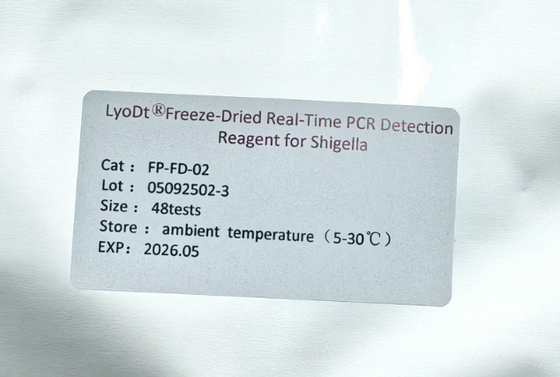 LyoDt®Freeze-Dried Real-Time PCR Detection
Reagent for Shigella
Cat： FP-FD-02
Lot： 05092502-3
Size： 48tests
Store： ambient temperature（5-30℃）
EXP： 2026.05